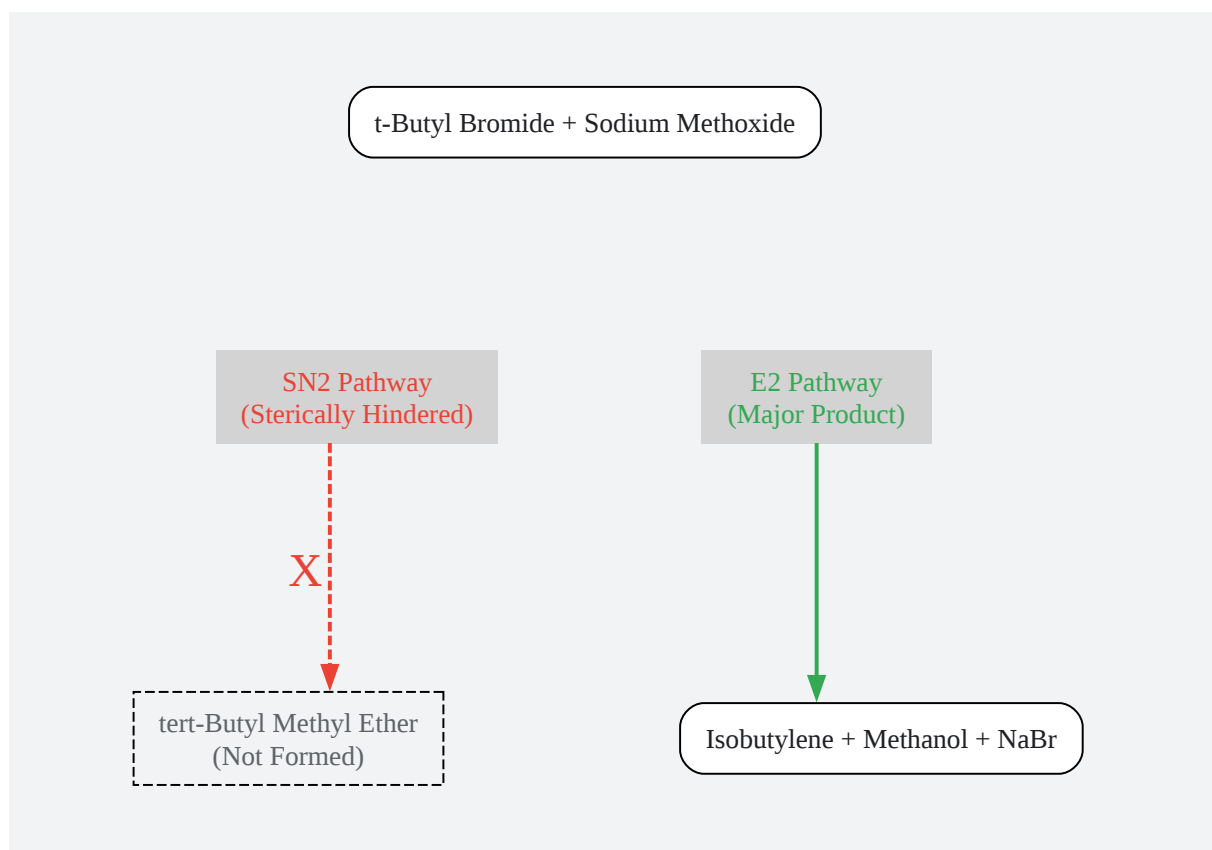 t-Butyl Bromide + Sodium Methoxide
SN2 Pathway
(Sterically Hindered)
E2 Pathway
(Major Product)
X
tert-Butyl Methyl Ether
(Not Formed)
Isobutylene + Methanol + NaBr